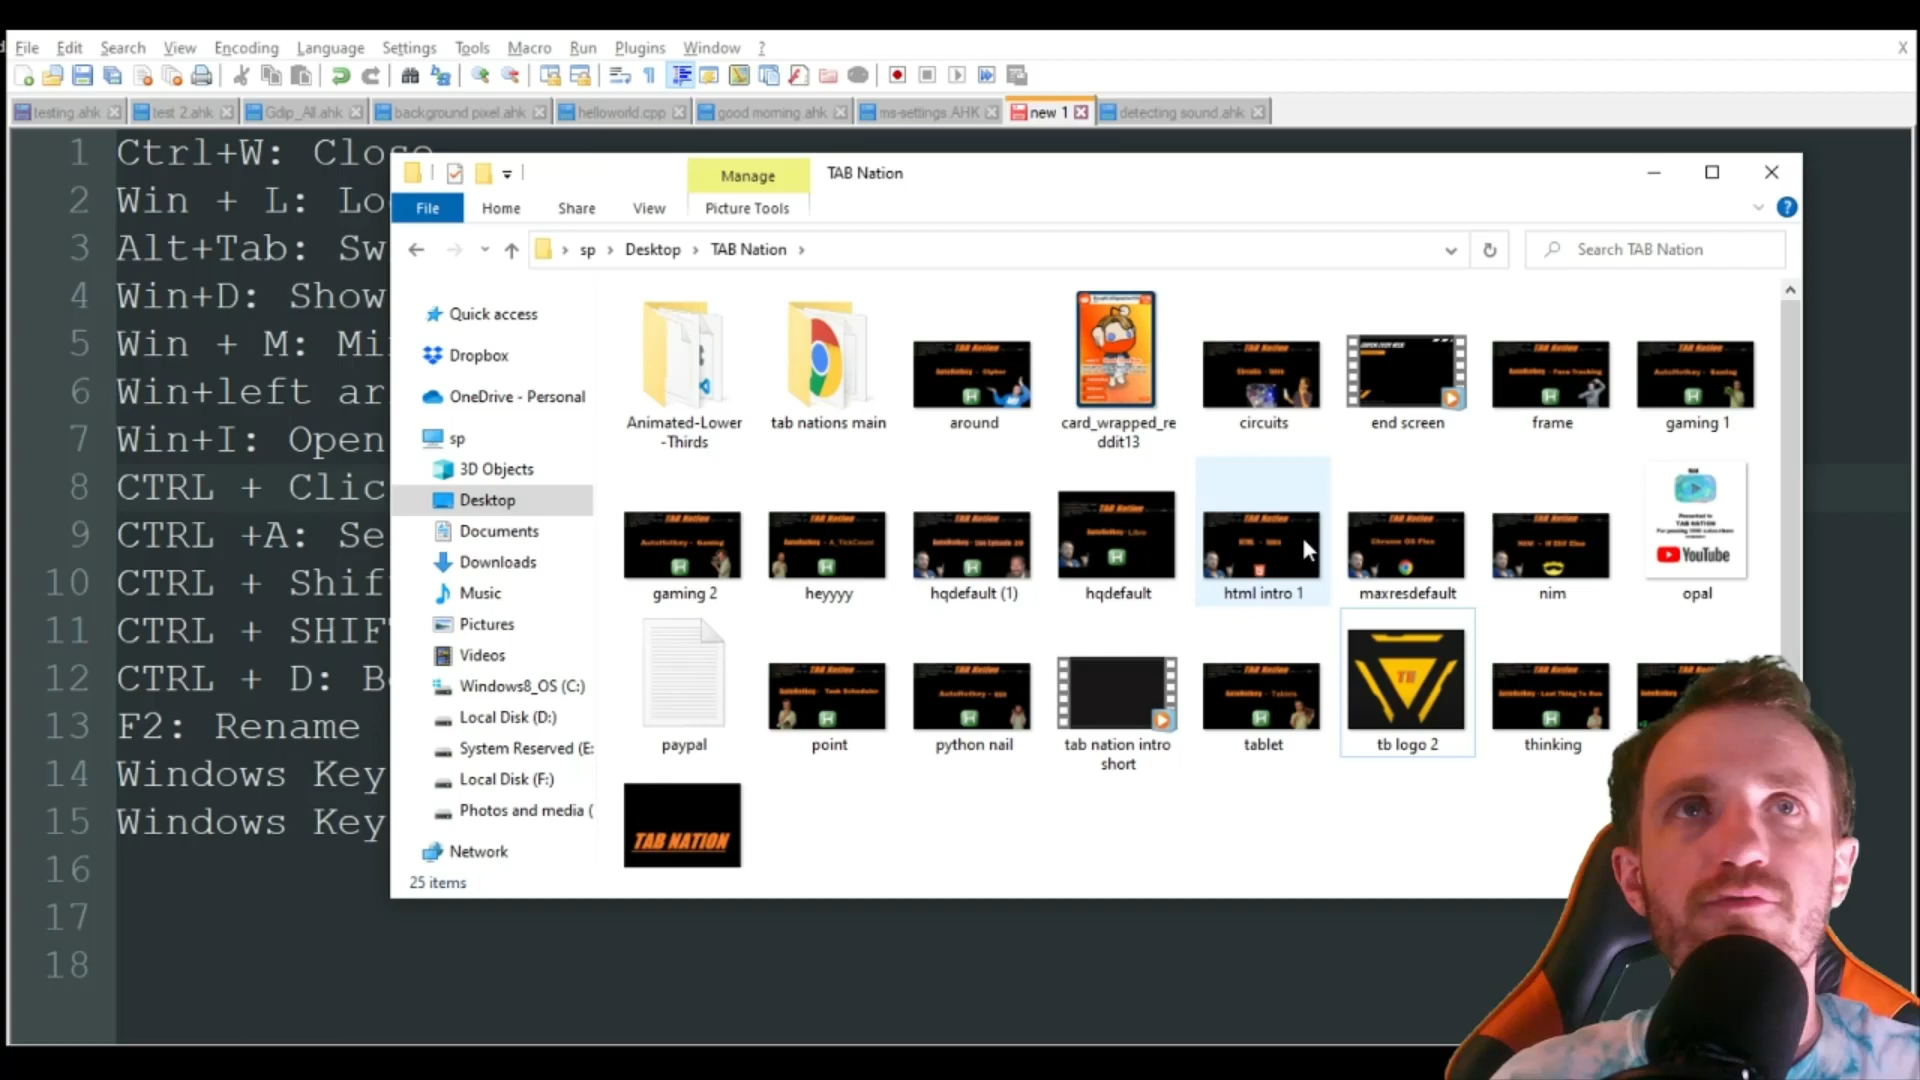 File Edit Search View Encoding Language Settings Tools Macro Run Plugins Window ?
X
testing.ahk test 2.ahk Gdip_All.ahk background pixel.ahk helloworld.cpp good morning.ahk ms-settings.AHK new 1 detecting sound.ahk
1 Ctrl+W: Close
2 Win + L: Lo
3 Alt+Tab: Sw
4 Win+D: Show
5 Win + M: Mi
6 Win+left ar
7 Win+I: Open
8 CTRL + Clic
9 CTRL +A: Se
10 CTRL + Shif
11 CTRL + SHIF
12 CTRL + D: B
13 F2: Rename
14 Windows Key
15 Windows Key
16
17
18
Manage TAB Nation
File Home Share View Picture Tools
sp Desktop TAB Nation
Search TAB Nation
Quick access
Dropbox
OneDrive - Personal
sp
3D Objects
Desktop
Documents
Downloads
Music
Pictures
Videos
Windows8_OS (C:)
Local Disk (D:)
System Reserved (E:
Local Disk (F:)
Photos and media (
Network
25 items
Animated-Lower
-Thirds
tab nations main
around
card_wrapped_re
ddit13
circuits
end screen
frame
gaming 1
gaming 2
heyyyy
hqdefault (1)
hqdefault
html intro 1
maxresdefault
nim
TAB NATION
YouTube
opal
paypal
point
python nail
tab nation intro
short
tablet
TB
tb logo 2
thinking
TAB NATION